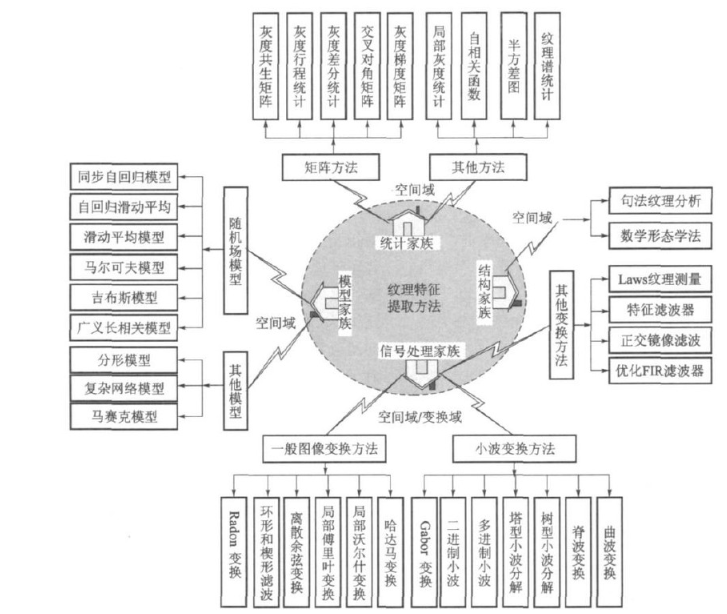 灰度共生矩阵
灰度行程统计
灰度差分统计
交叉对角矩阵
灰度梯度矩阵
局部灰度统计
自相关函数
半方差图
纹理谱统计
矩阵方法
其他方法
空间域
统计家族
同步自回归模型
自回归滑动平均
滑动平均模型
马尔可夫模型
吉布斯模型
广义长相关模型
随机场模型
分形模型
复杂网络模型
马赛克模型
其他模型
空间域
模型家族
纹理特征
提取方法
结构家族
空间域
句法纹理分析
数学形态学法
其他变换方法
Laws纹理测量
特征滤波器
正交镜像滤波
优化FIR滤波器
信号处理家族
空间域/变换域
一般图像变换方法
小波变换方法
Radon 变换
环形和楔形滤波
离散余弦变换
局部傅里叶变换
局部沃尔什变换
哈达马变换
Gabor 变换
二进制小波
多进制小波
塔型小波分解
树型小波分解
脊波变换
曲波变换